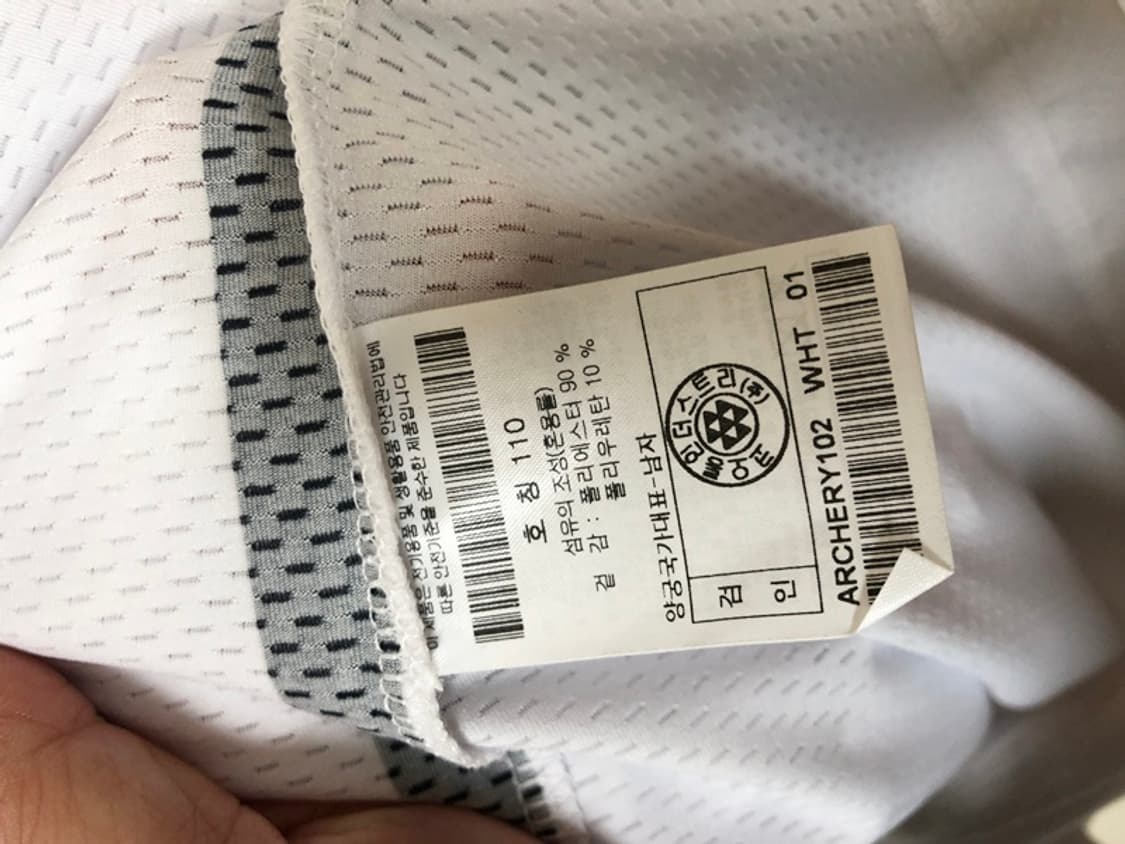 이 제품은 전기용품 및 생활용품 안전관리법에
따른 안전기준을 준수한 제품입니다
호 칭 110
섬유의 조성(혼용률)
겉 감 : 폴리에스터 90 %
폴리우레탄 10 %
양궁국가대표-남자
검 인
코오롱인더스트리(주)
ARCHERY102 WHT 01